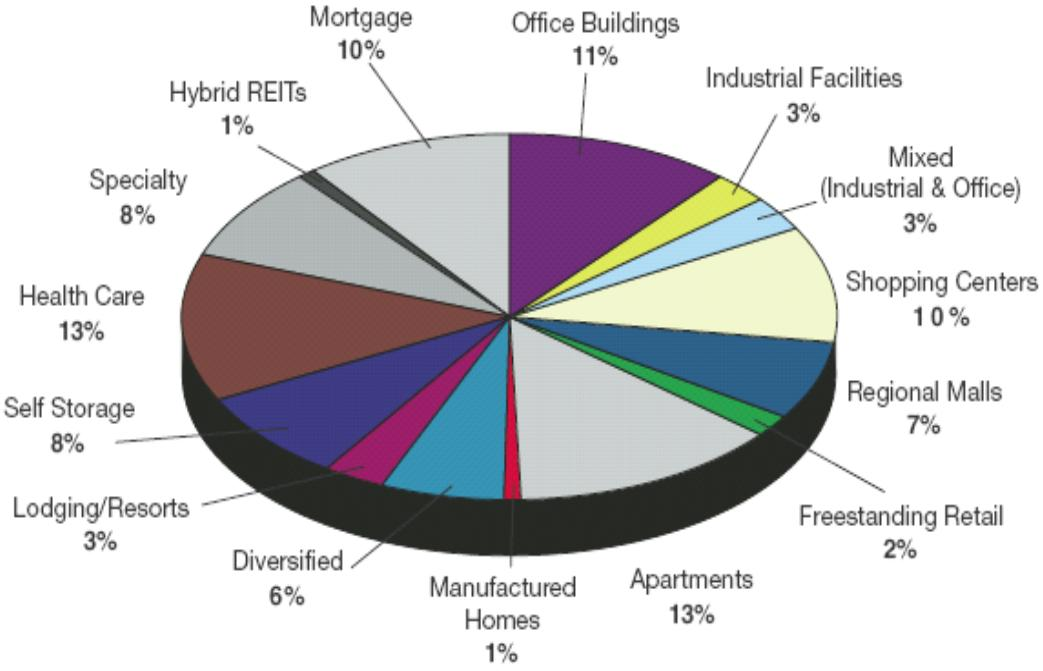 Mortgage
10%
Office Buildings
11%
Industrial Facilities
3%
Hybrid REITs
1%
Mixed
(Industrial & Office)
3%
Specialty
8%
Shopping Centers
10%
Health Care
13%
Regional Malls
7%
Self Storage
8%
Freestanding Retail
2%
Lodging/Resorts
3%
Diversified
6%
Manufactured
Homes
1%
Apartments
13%